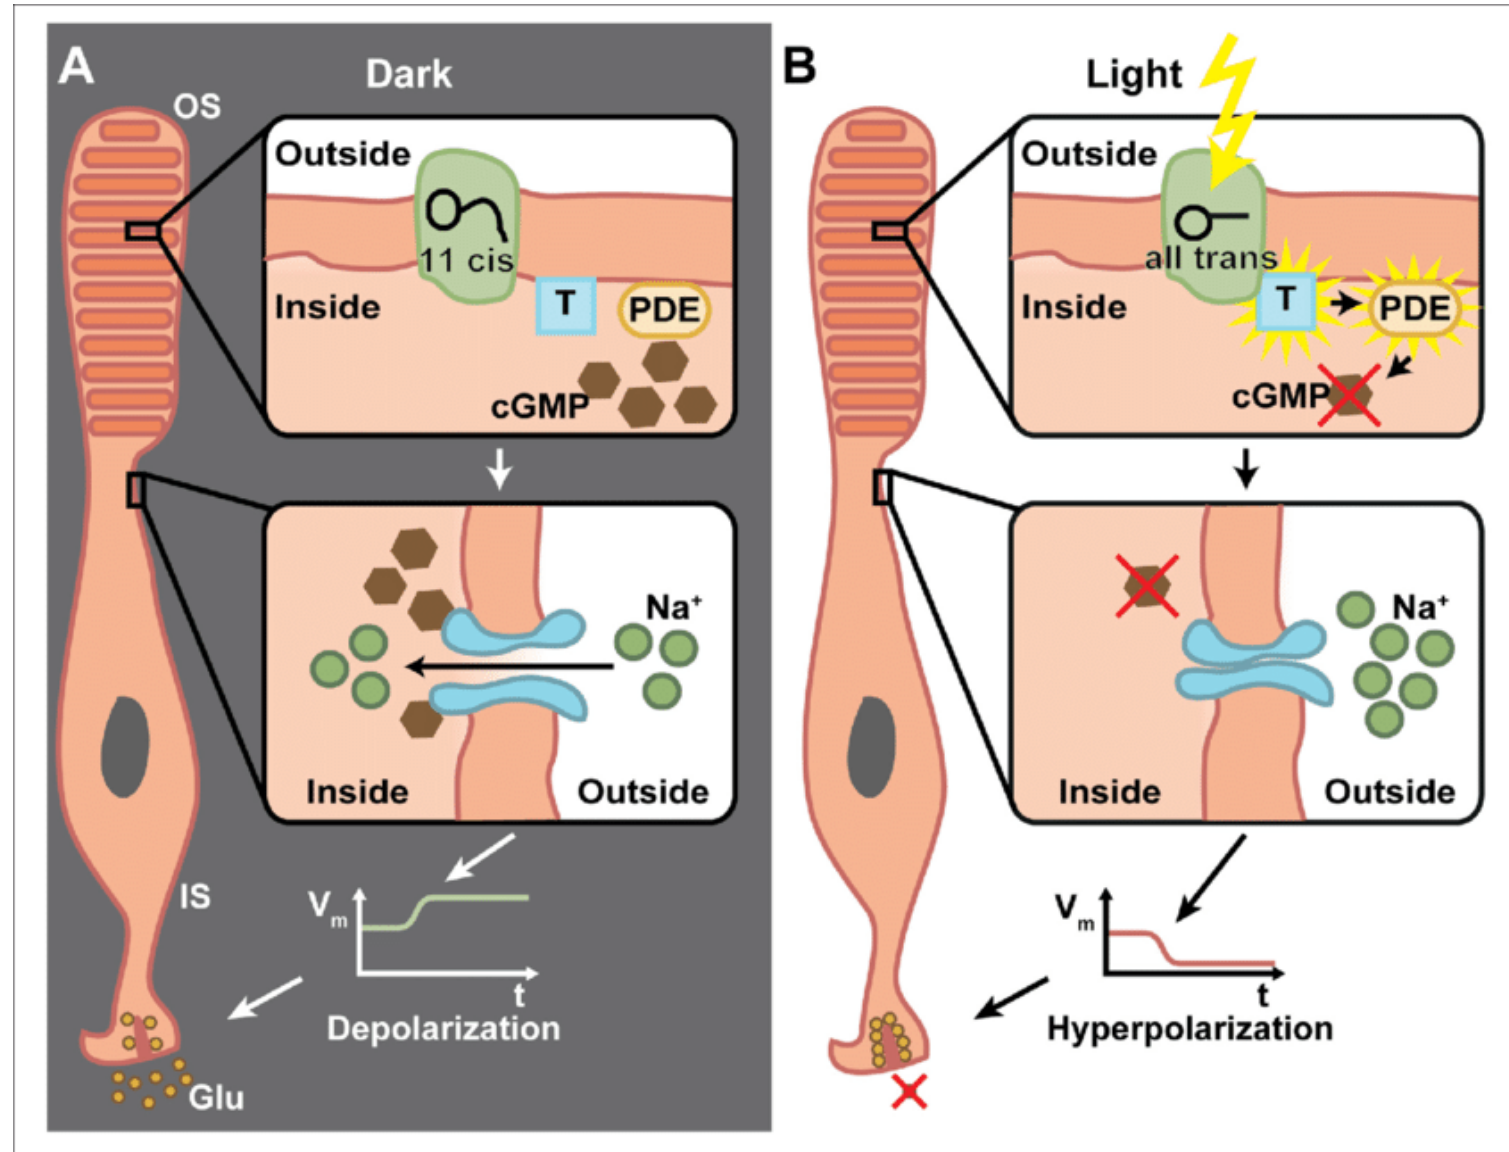 A
Dark
OS
Outside
11 cis
T
PDE
Inside
cGMP
Na⁺
Inside
Outside
IS
Vₘ
t
Depolarization
Glu
B
Light
Outside
all trans
T
PDE
Inside
cGMP
Na⁺
Inside
Outside
Vₘ
t
Hyperpolarization